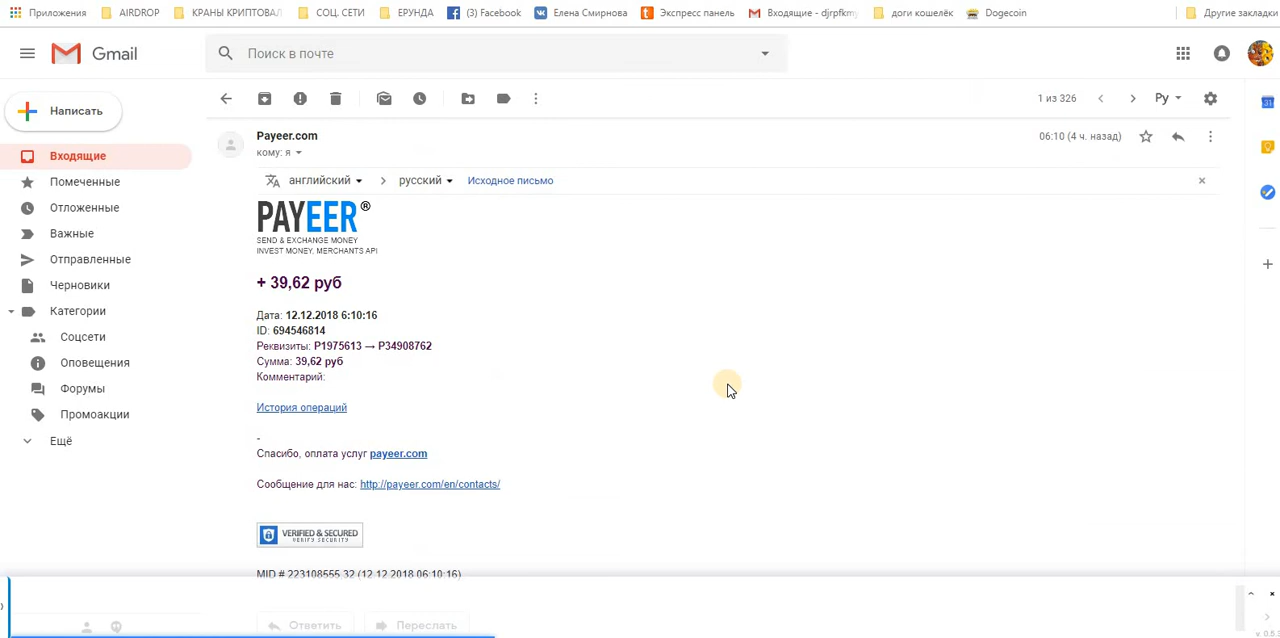 Приложения AIRDROP КРАНЫ КРИПТОВАЛ СОЦ. СЕТИ ЕРУНДА (3) Facebook Елена Смирнова Экспресс панель Входящие - djrpfkmy доги кошелёк Dogecoin Другие закладки
Gmail Поиск в почте
1 из 326 Ру
Написать
Payeer.com 06:10 (4 ч. назад)
кому: я
Входящие
Помеченные
Отложенные
Важные
Отправленные
Черновики
Категории
Соцсети
Оповещения
Форумы
Промоакции
Ещё
английский русский Исходное письмо
PAYEER®
SEND & EXCHANGE MONEY
INVEST MONEY, MERCHANTS API
+ 39,62 руб
Дата: 12.12.2018 6:10:16
ID: 694546814
Реквизиты: P1975613 → P34908762
Сумма: 39,62 руб
Комментарий:
История операций
-
Спасибо, оплата услуг payeer.com
Сообщение для нас: http://payeer.com/en/contacts/
VERIFIED & SECURED
VERIFY SECURITY
MID # 223108555 32 (12 12 2018 06:10:16)
Ответить Переслать